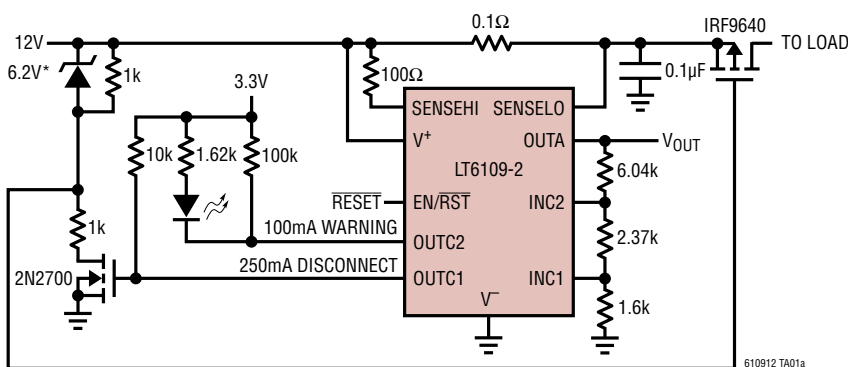 0.1Ω
IRF9640
12V
TO LOAD
6.2V*
1k
100Ω
0.1µF
3.3V
SENSEHI SENSELO
V⁺
OUTA
VOUT
10k
1.62k
100k
LT6109-2
6.04k
RESET
EN/RST
INC2
1k
100mA WARNING
OUTC2
2.37k
250mA DISCONNECT
OUTC1
INC1
2N2700
V⁻
1.6k
610912 TA01a